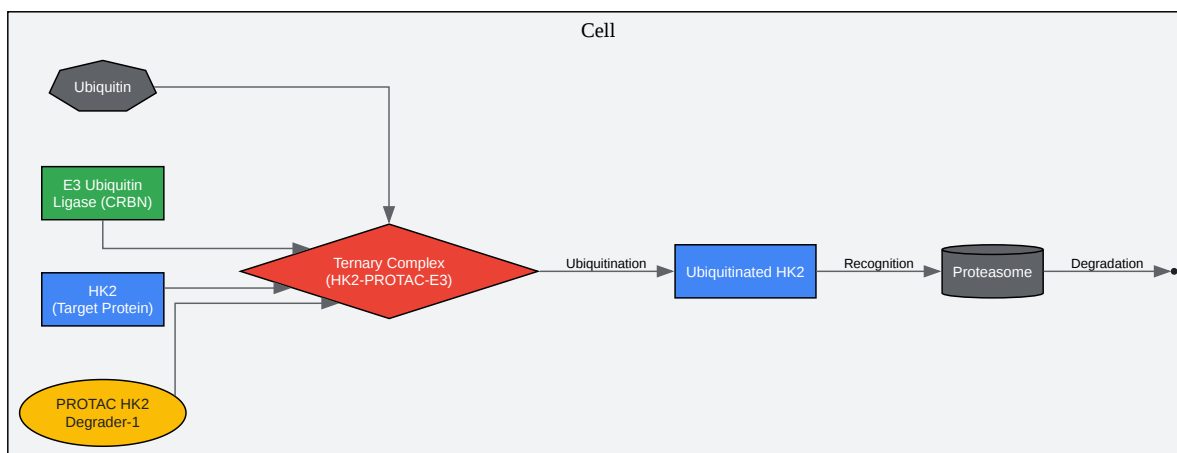 Cell
Ubiquitin
E3 Ubiquitin
Ligase (CRBN)
HK2
(Target Protein)
PROTAC HK2
Degrader-1
Ternary Complex
(HK2-PROTAC-E3)
Ubiquitination
Ubiquitinated HK2
Recognition
Proteasome
Degradation